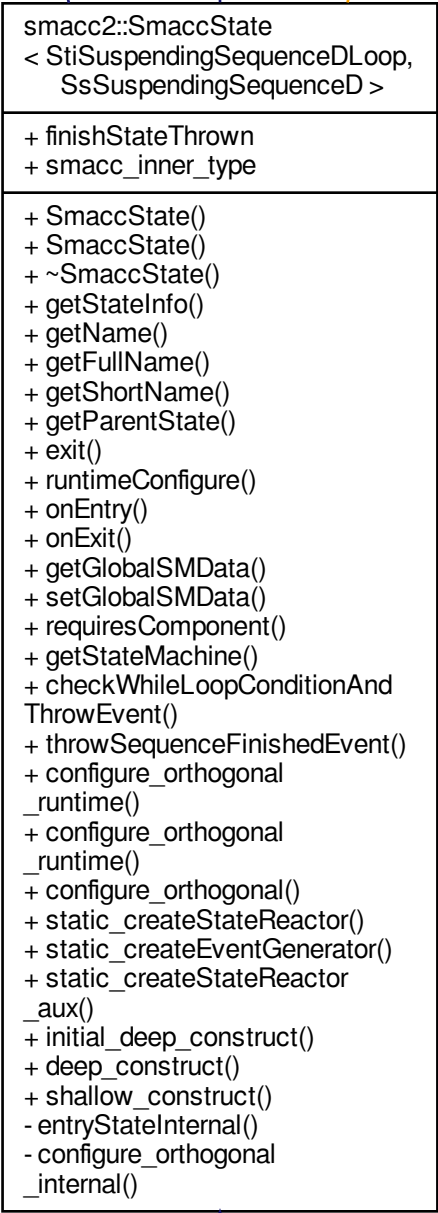 smacc2::SmaccState
< StiSuspendingSequenceDLoop,
SsSuspendingSequenceD >
+ finishStateThrown
+ smacc_inner_type
+ SmaccState()
+ SmaccState()
+ ~SmaccState()
+ getStateInfo()
+ getName()
+ getFullName()
+ getShortName()
+ getParentState()
+ exit()
+ runtimeConfigure()
+ onEntry()
+ onExit()
+ getGlobalSMData()
+ setGlobalSMData()
+ requiresComponent()
+ getStateMachine()
+ checkWhileLoopConditionAnd
ThrowEvent()
+ throwSequenceFinishedEvent()
+ configure_orthogonal
_runtime()
+ configure_orthogonal
_runtime()
+ configure_orthogonal()
+ static_createStateReactor()
+ static_createEventGenerator()
+ static_createStateReactor
_aux()
+ initial_deep_construct()
+ deep_construct()
+ shallow_construct()
- entryStateInternal()
- configure_orthogonal
_internal()